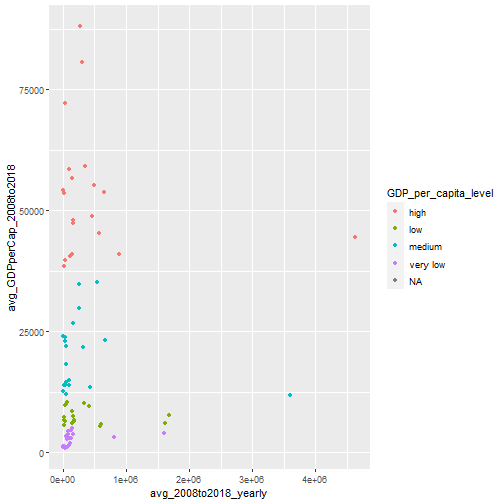 75000
50000
25000
0
0e+00
1e+06
2e+06
3e+06
4e+06
avg_2008to2018_yearly
avg_GDPperCap_2008to2018
GDP_per_capita_level
high
low
medium
very low
NA